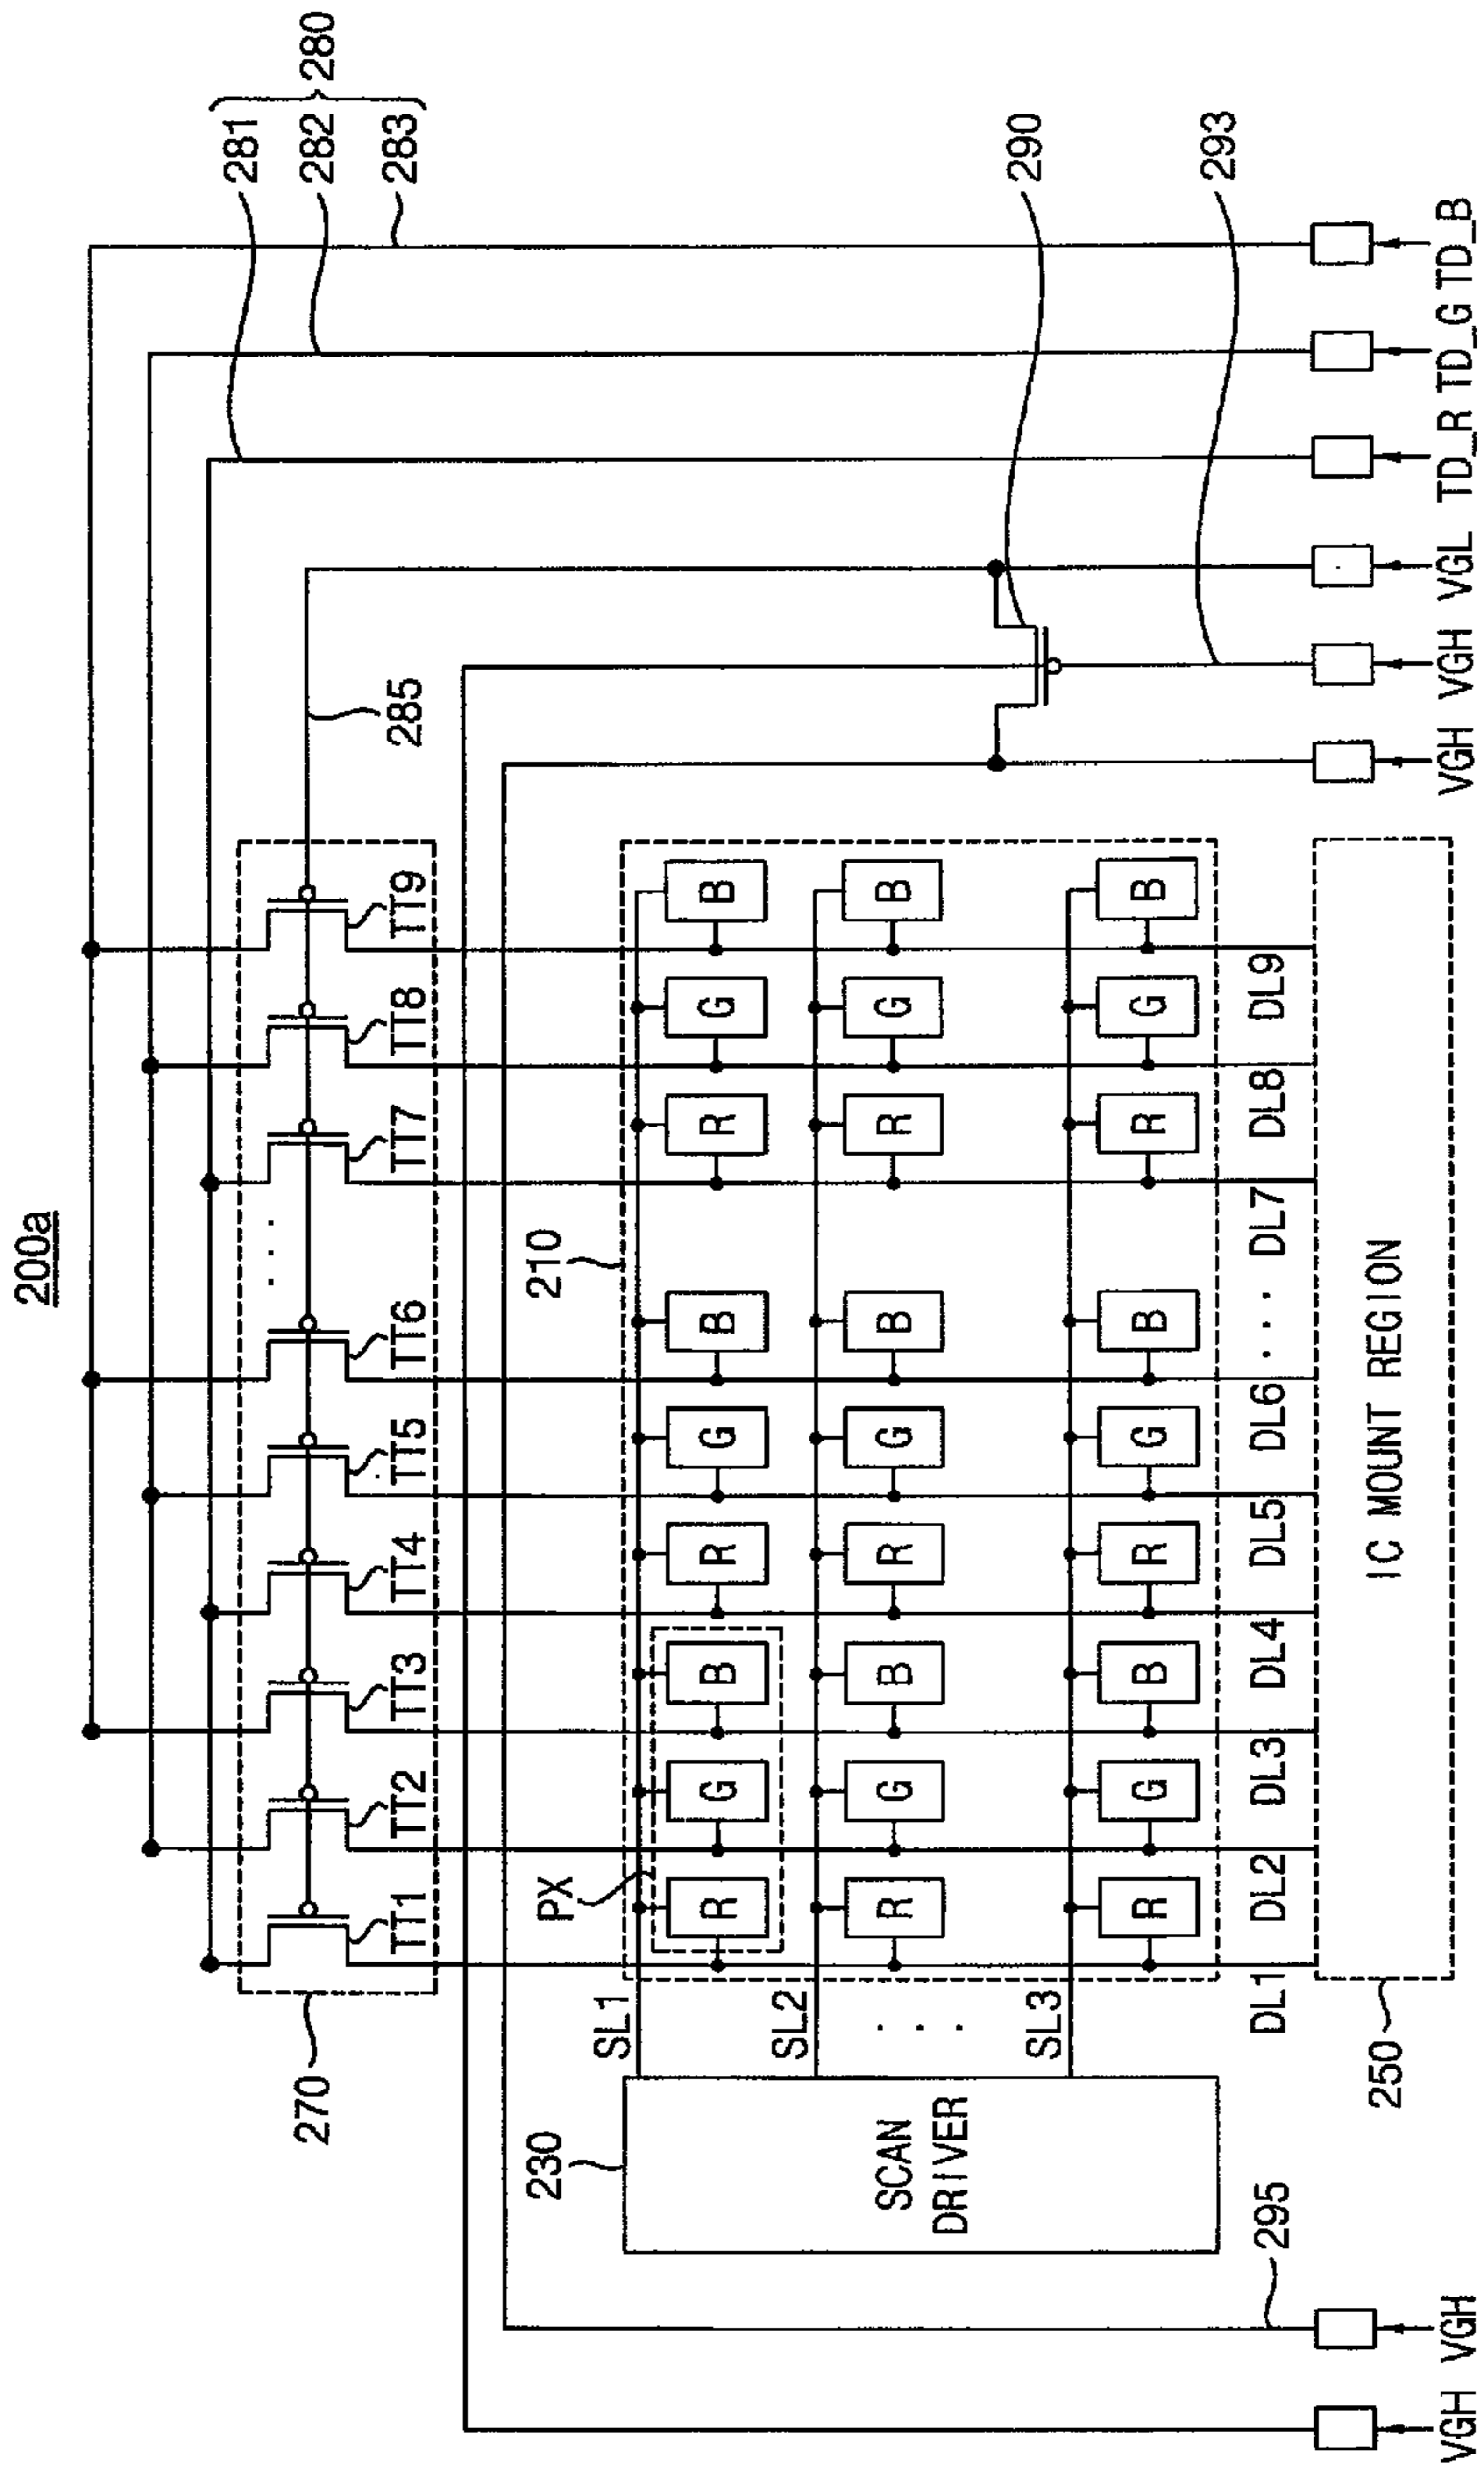 200a
280
281
282
283
285
270
TT1
TT2
TT3
TT4
TT5
TT6
. . .
TT7
TT8
TT9
290
293
210
PX
230
SCAN
DRIVER
SL1
SL2
. . .
SL3
R G B R G B R G B
R G B R G B R G B
R G B R G B R G B
DL1
DL2
DL3
DL4
DL5
DL6
. . .
DL7
DL8
DL9
250
IC MOUNT REGION
295
VGH
VGH
VGH
VGH
VGL
TD_R
TD_G
TD_B